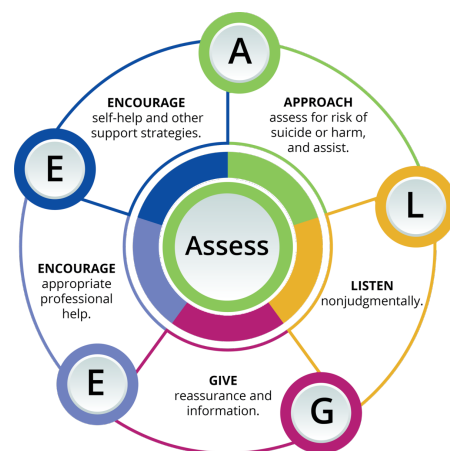 A
APPROACH
assess for risk of
suicide or harm,
and assist.
L
LISTEN
nonjudgmentally.
G
GIVE
reassurance and
information.
E
ENCOURAGE
appropriate
professional
help.
E
ENCOURAGE
self-help and other
support strategies.
Assess